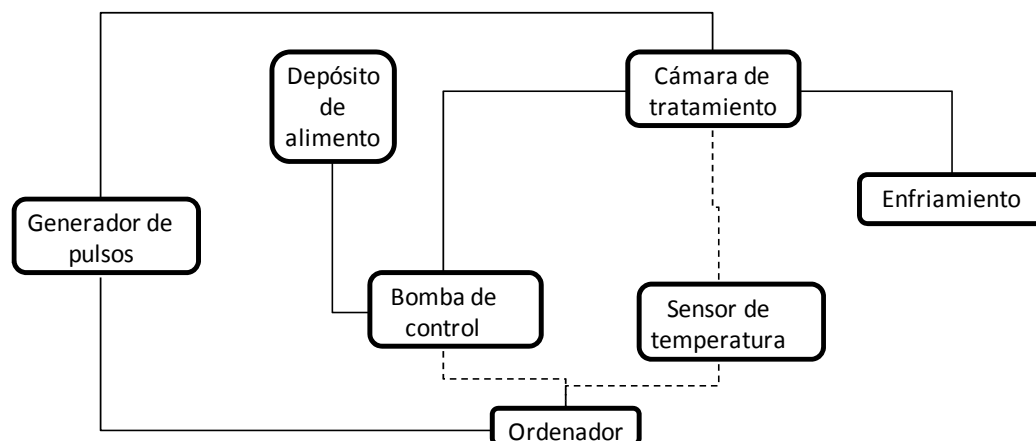 Depósito
de
alimento
Cámara de
tratamiento
Generador de
pulsos
Enfriamiento
Bomba de
control
Sensor de
temperatura
Ordenador